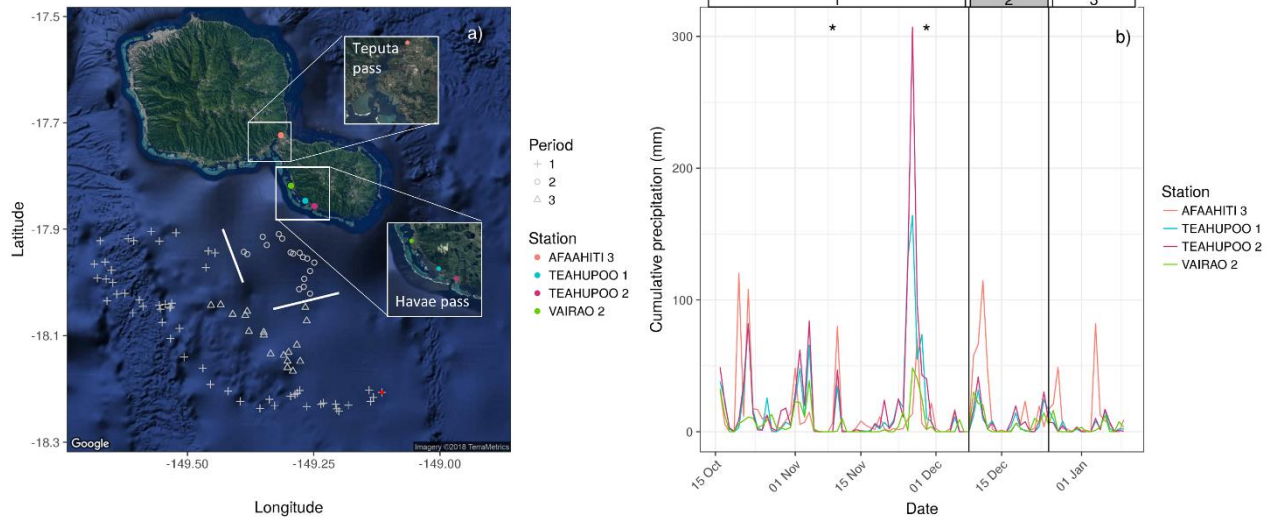 a)
-17.5
-17.7
-17.9
-18.1
-18.3
Latitude
Teputa
pass
Havae pass
Google
Imagery ©2018 TerraMetrics
-149.50
-149.25
-149.00
Longitude
Period
1
2
3
Station
AFAAHITI 3
TEAHUPOO 1
TEAHUPOO 2
VAIRAO 2
2
3
* *
b)
300
200
100
0
Cumulative precipitation (mm)
15 Oct
01 Nov
15 Nov
01 Dec
15 Dec
01 Jan
Date
Station
AFAAHITI 3
TEAHUPOO 1
TEAHUPOO 2
VAIRAO 2